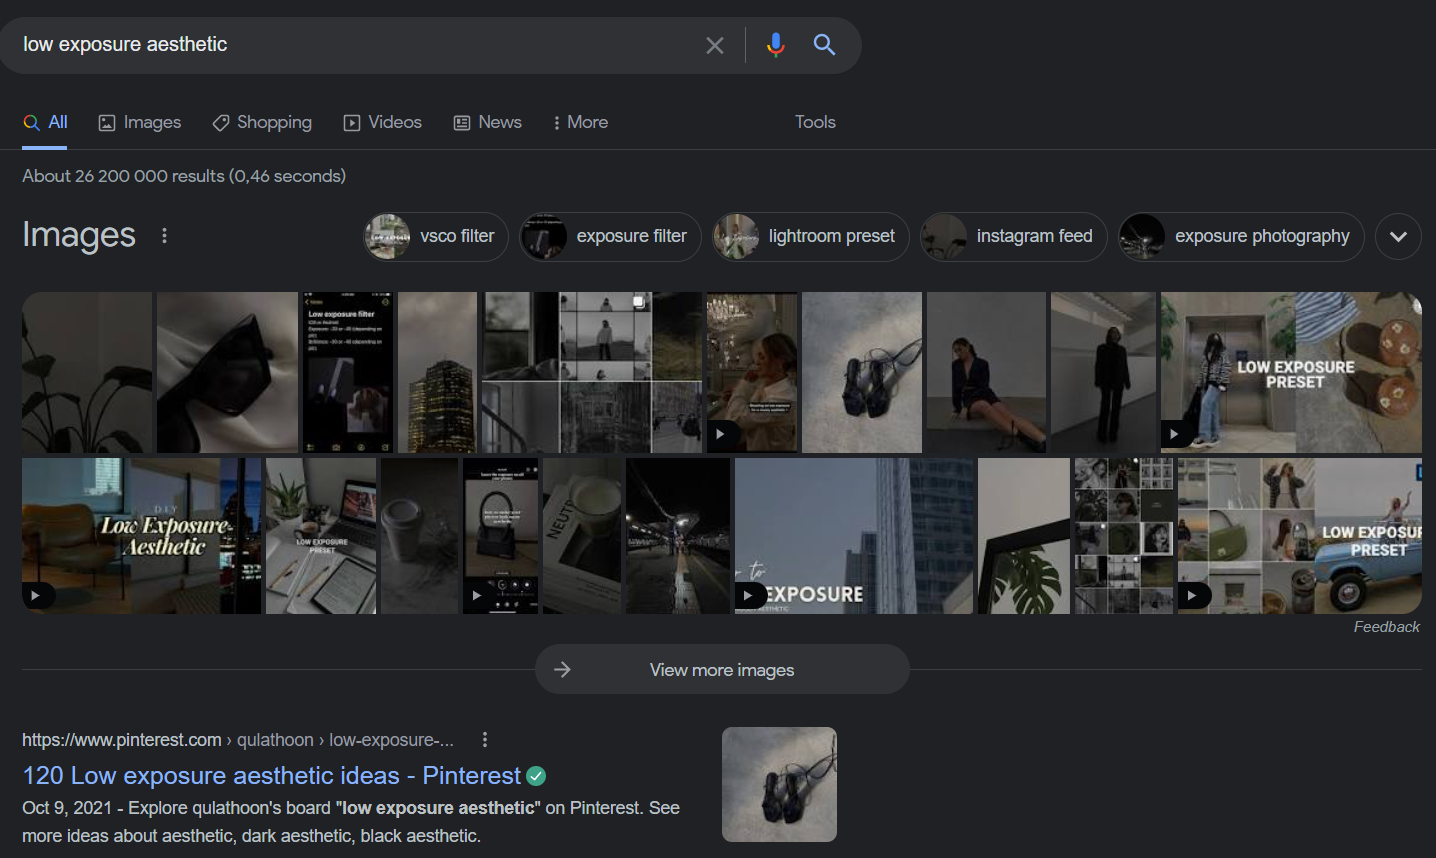 low exposure aesthetic
All Images Shopping Videos News More Tools
About 26 200 000 results (0,46 seconds)
Images
vsco filter exposure filter lightroom preset instagram feed exposure photography
Low exposure filter
LOW EXPOSURE
PRESET
DIY
Low Exposure-
Aesthetic
LOW EXPOSURE
PRESET
NEUTR
to
EXPOSURE
AESTHETIC
LOW EXPOSUR
PRESET
Feedback
View more images
https://www.pinterest.com › qulathoon › low-exposure-...
120 Low exposure aesthetic ideas - Pinterest
Oct 9, 2021 - Explore qulathoon's board "low exposure aesthetic" on Pinterest. See
more ideas about aesthetic, dark aesthetic, black aesthetic.